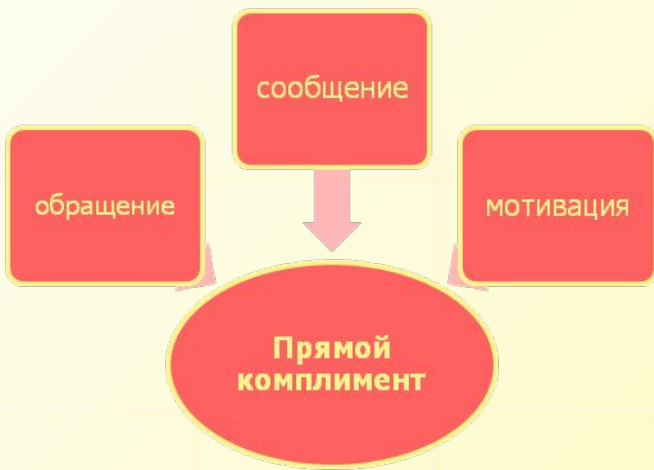 сообщение
обращение
мотивация
Прямой
комплимент